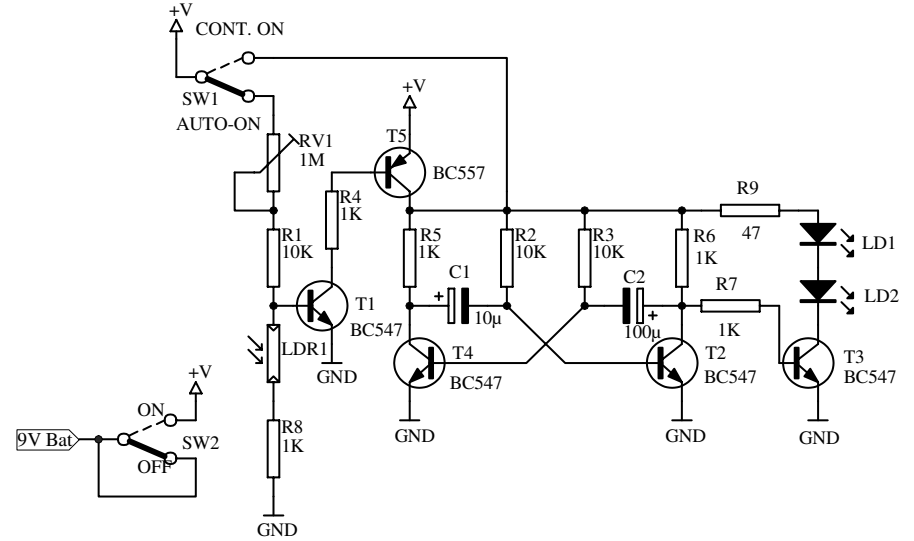 +V
CONT. ON
SW1
AUTO-ON
RV1
1M
+V
T5
BC557
R4
1K
R9
47
R1
10K
R5
1K
R2
10K
R3
10K
R6
1K
LD1
C1
+
10µ
C2
+
100µ
R7
1K
LD2
T1
BC547
LDR1
GND
T4
BC547
T2
BC547
T3
BC547
+V
ON
9V Bat
SW2
OFF
R8
1K
GND
GND
GND
GND